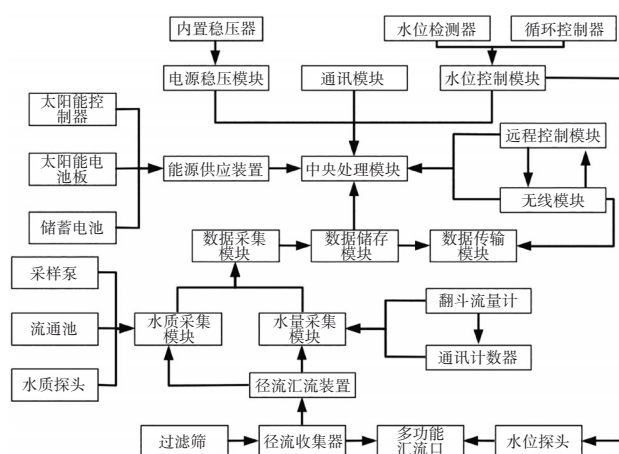 内置稳压器
水位检测器
循环控制器
电源稳压模块
通讯模块
水位控制模块
太阳能控
制器
远程控制模块
太阳能电
池板
能源供应装置
中央处理模块
无线模块
储蓄电池
数据采集
模块
数据储存
模块
数据传输
模块
采样泵
翻斗流量计
流通池
水质采集
模块
水量采集
模块
通讯计数器
水质探头
径流汇流装置
过滤筛
径流收集器
多功能
汇流口
水位探头